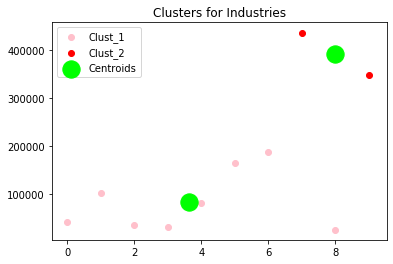 Clusters for Industries
Clust_1
Clust_2
Centroids
400000
300000
200000
100000
0 2 4 6 8